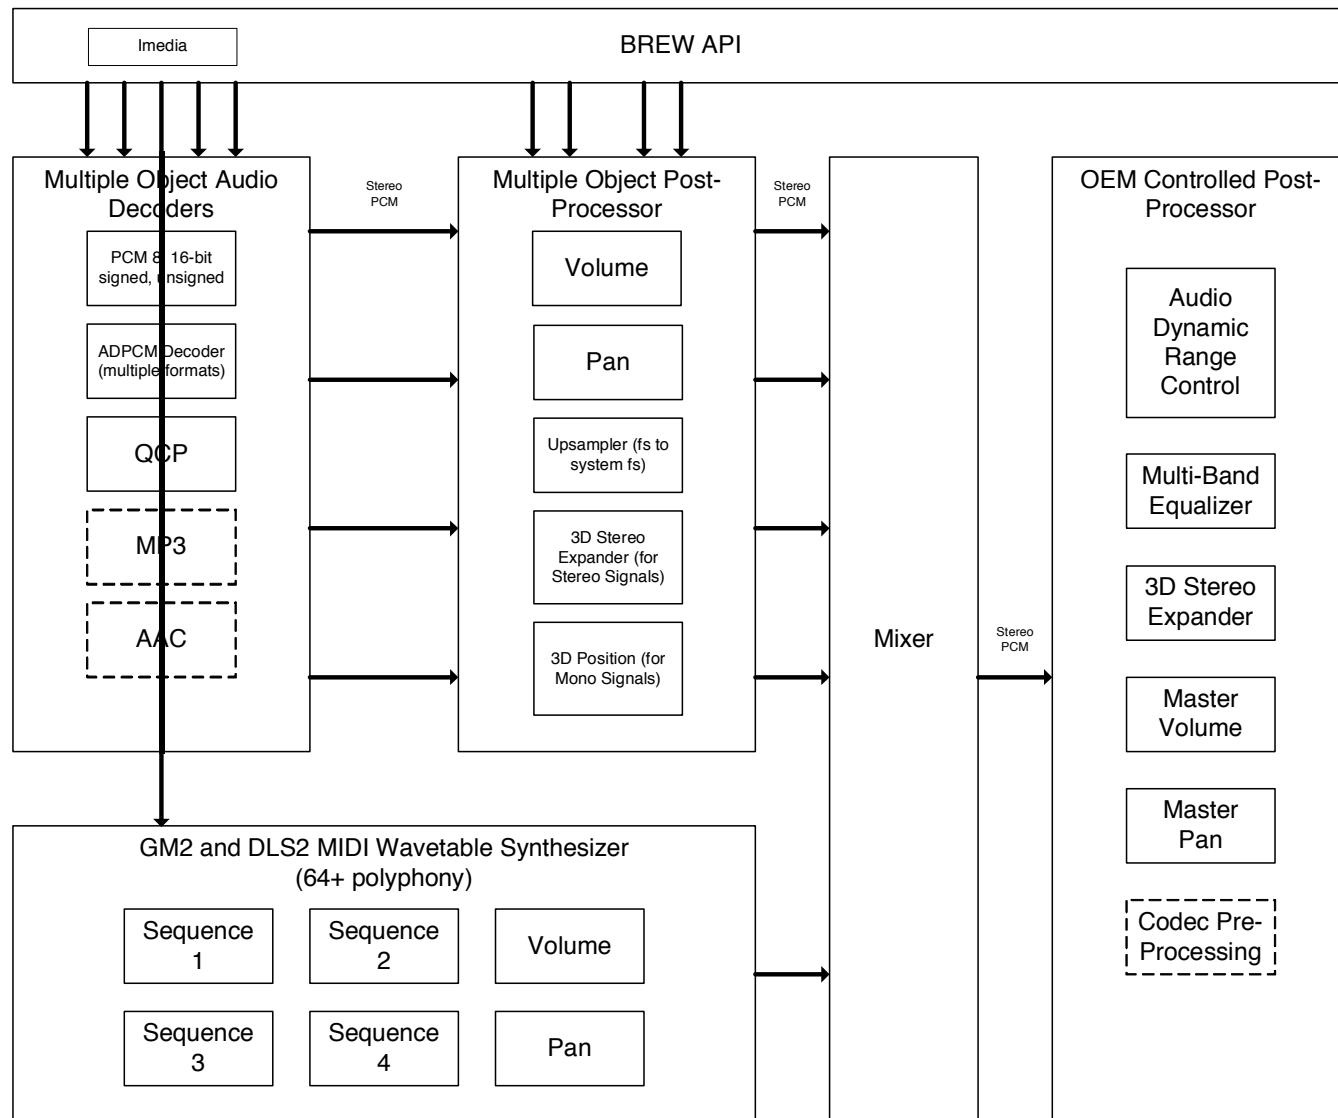 Imedia
BREW API
Multiple Object Audio
Decoders
PCM 8, 16-bit
signed, unsigned
ADPCM Decoder
(multiple formats)
QCP
MP3
AAC
Stereo
PCM
Multiple Object Post-
Processor
Volume
Pan
Upsampler (fs to
system fs)
3D Stereo
Expander (for
Stereo Signals)
3D Position (for
Mono Signals)
Stereo
PCM
Mixer
Stereo
PCM
OEM Controlled Post-
Processor
Audio
Dynamic
Range
Control
Multi-Band
Equalizer
3D Stereo
Expander
Master
Volume
Master
Pan
Codec Pre-
Processing
GM2 and DLS2 MIDI Wavetable Synthesizer
(64+ polyphony)
Sequence
1
Sequence
2
Volume
Sequence
3
Sequence
4
Pan